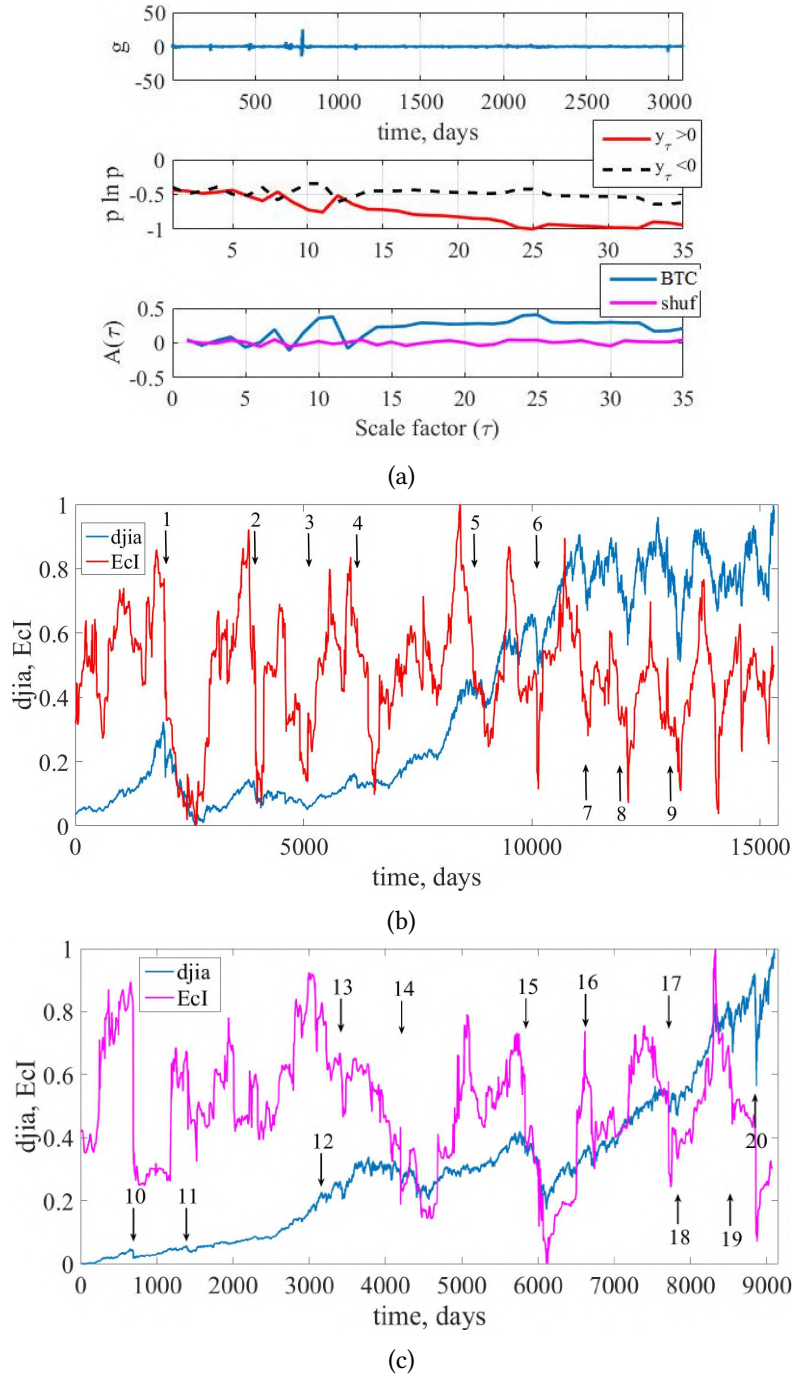 50
0
-50
g
500 1000 1500 2000 2500 3000
time, days
y_τ >0
y_τ <0
0
-0.5
-1
p ln p
5 10 15 20 25 30 35
BTC
shuf
0.5
0
-0.5
A(τ)
0 5 10 15 20 25 30 35
Scale factor (τ)
(a)
1
0.8
0.6
0.4
0.2
0
djia, EcI
djia
EcI
1 2 3 4 5 6
7 8 9
0 5000 10000 15000
time, days
(b)
1
0.8
0.6
0.4
0.2
0
djia, EcI
djia
EcI
13 14 15 16 17
12 20
10 11 18 19
0 1000 2000 3000 4000 5000 6000 7000 8000 9000
time, days
(c)